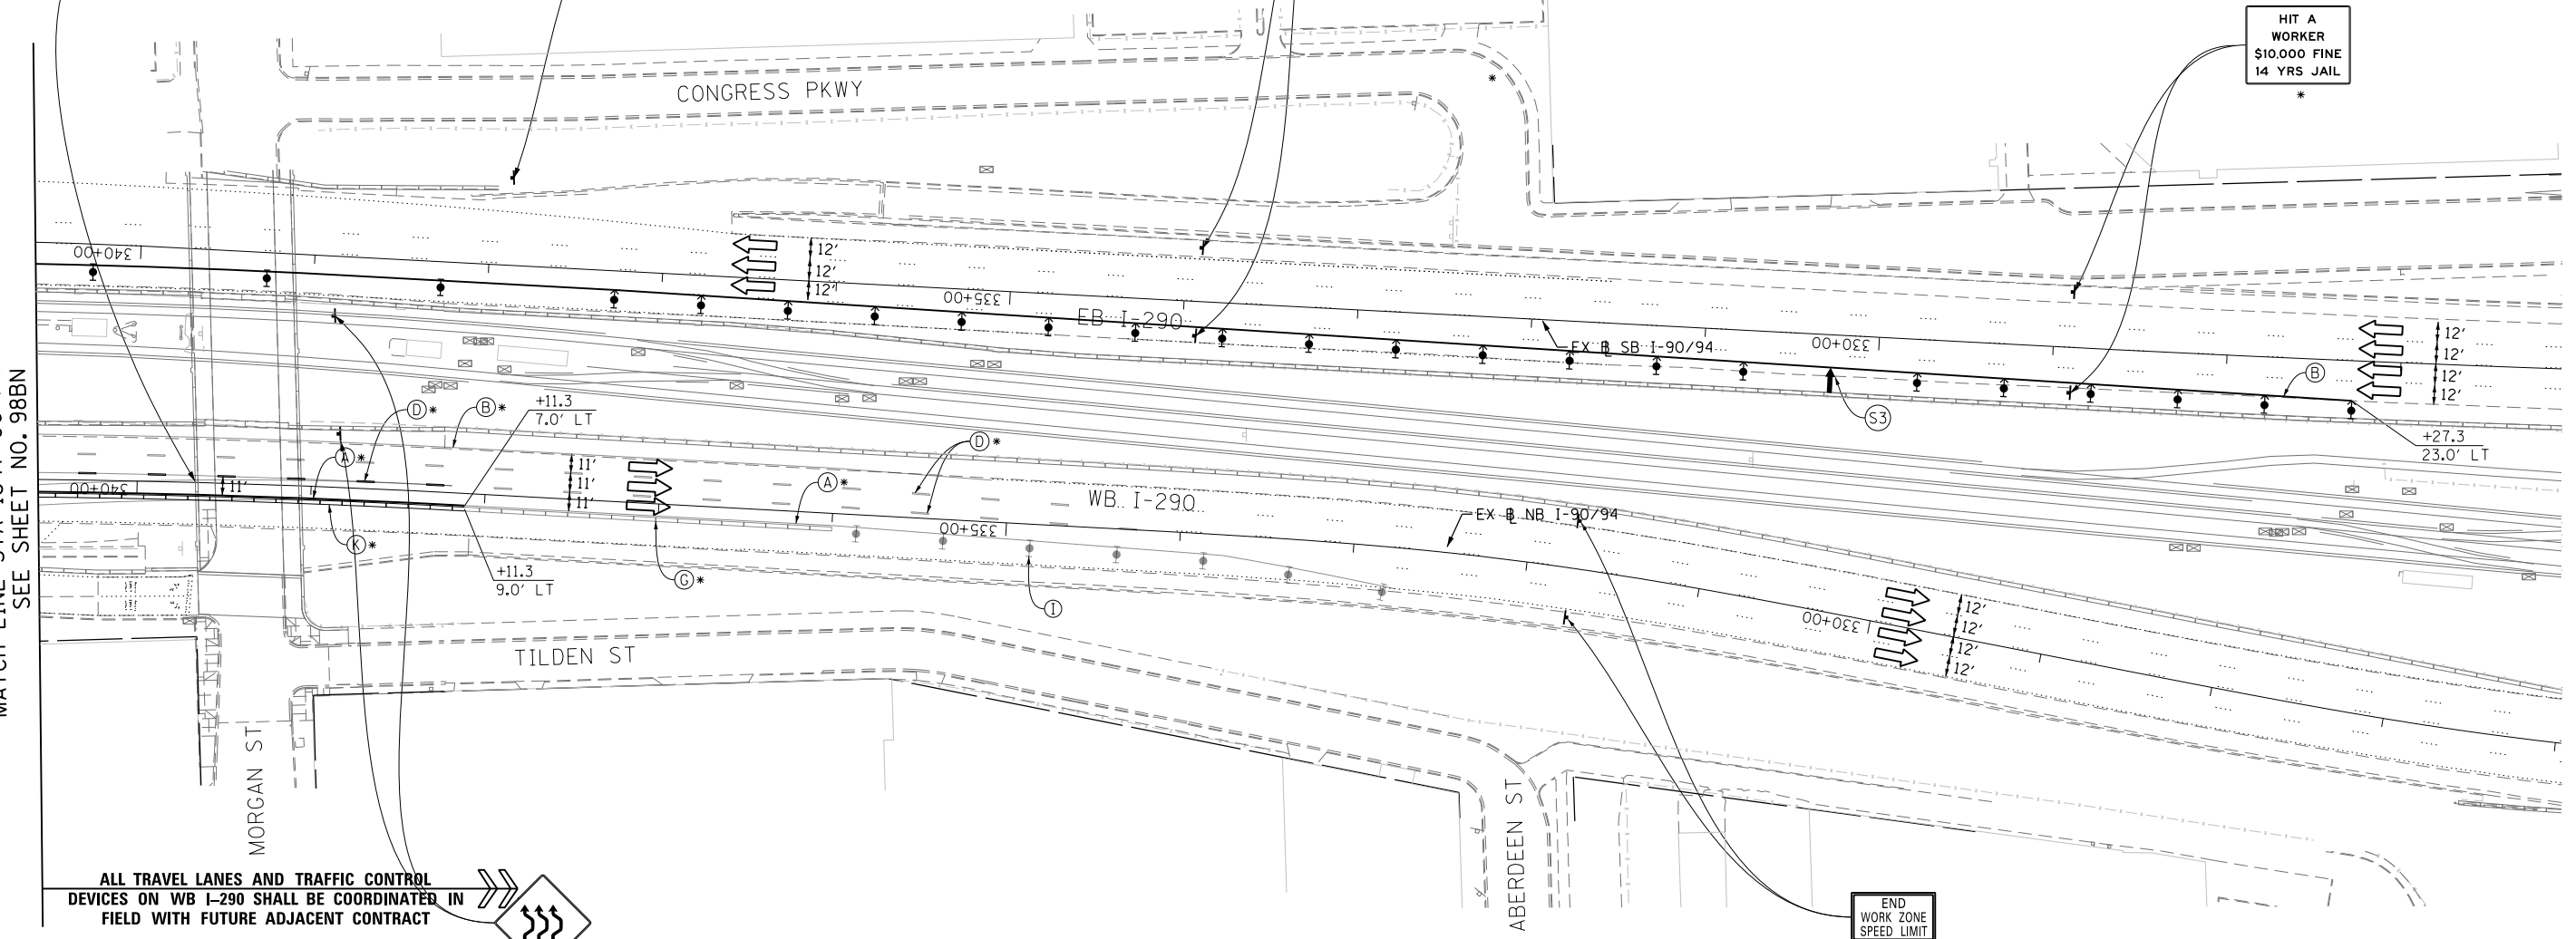 HIT A
WORKER
$10,000 FINE
14 YRS JAIL
*
*
CONGRESS PKWY
340+00
12'
12'
12'
335+00
EB I-290
EX B SB I-90/94
330+00
12'
12'
12'
12'
B
S3
+27.3
23.0' LT
SEE SHEET NO. 98BN
D *
B *
+11.3
7.0' LT
A *
340+00
11'
K *
11'
11'
11'
D *
A *
WB I-290
335+00
EX B NB I-90/94
+11.3
9.0' LT
G *
I
330+00
12'
12'
12'
12'
TILDEN ST
MORGAN ST
ABERDEEN ST
ALL TRAVEL LANES AND TRAFFIC CONTROL
DEVICES ON WB I-290 SHALL BE COORDINATED IN
FIELD WITH FUTURE ADJACENT CONTRACT
END
WORK ZONE
SPEED LIMIT